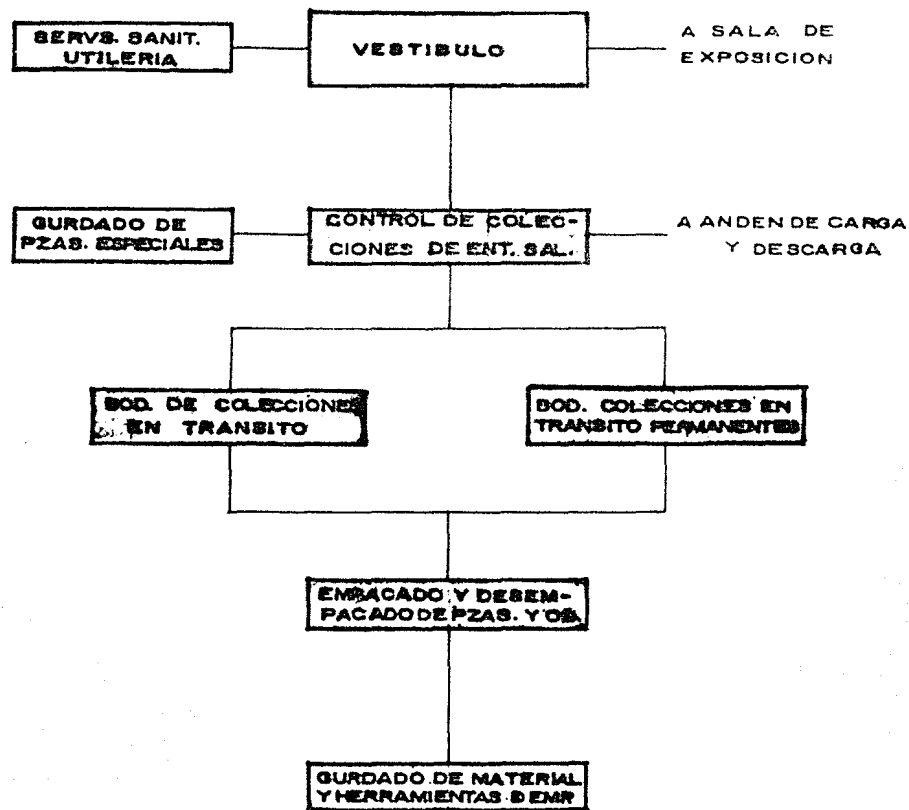 SERVS. SANIT.
UTILERIA
VESTIBULO
A SALA DE
EXPOSICION
GURDADO DE
PZAS. ESPECIALES
CONTROL DE COLEC-
CIONES DE ENT. SAL.
A ANDEN DE CARGA
Y DESCARGA
BOD. DE COLECCIONES
EN TRANSITO
BOD. COLECCIONES EN
TRANSITO PERMANENTES
EMBACADO Y DESEM-
PACADO DE PZAS. Y
GURDADO DE MATERIAL
Y HERRAMIENTAS D EMP